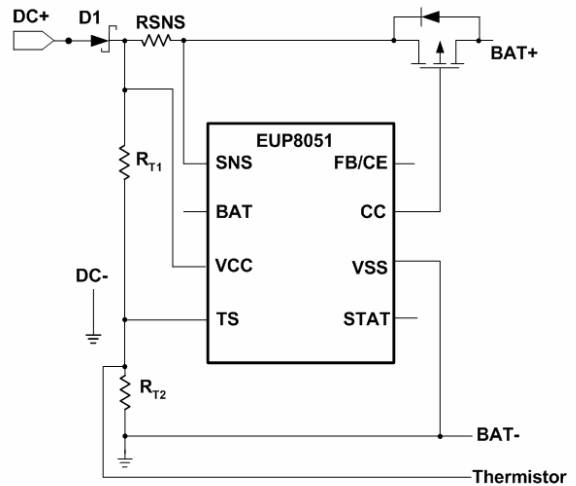 DC+
D1
RSNS
BAT+
EUP8051
RT1
SNS
FB/CE
BAT
CC
VCC
VSS
DC-
TS
STAT
RT2
BAT-
Thermistor